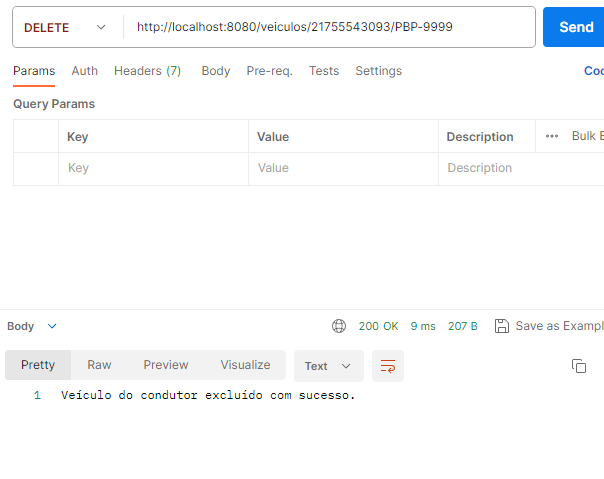 DELETE http://localhost:8080/veiculos/21755543093/PBP-9999 Send
Params Auth Headers (7) Body Pre-req. Tests Settings Coo
Query Params
Key Value Description Bulk E
Key Value Description
Body 200 OK 9 ms 207 B Save as Exampl
Pretty Raw Preview Visualize Text
1 Veículo do condutor excluído com sucesso.